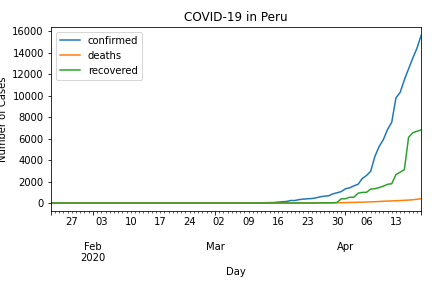 COVID-19 in Peru
confirmed
deaths
recovered
16000
14000
12000
10000
8000
6000
4000
2000
0
Number of Cases
27 03 10 17 24 02 09 16 23 30 06 13
Feb Mar Apr
2020
Day